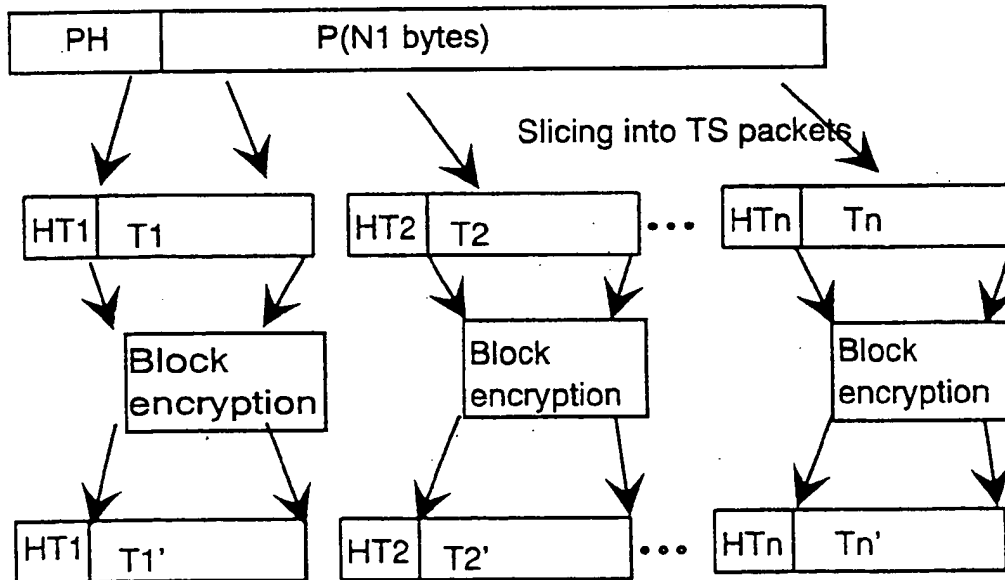 PH P(N1 bytes)
Slicing into TS packets
HT1 T1 HT2 T2 ••• HTn Tn
Block encryption
Block encryption
Block encryption
HT1 T1' HT2 T2' ••• HTn Tn'